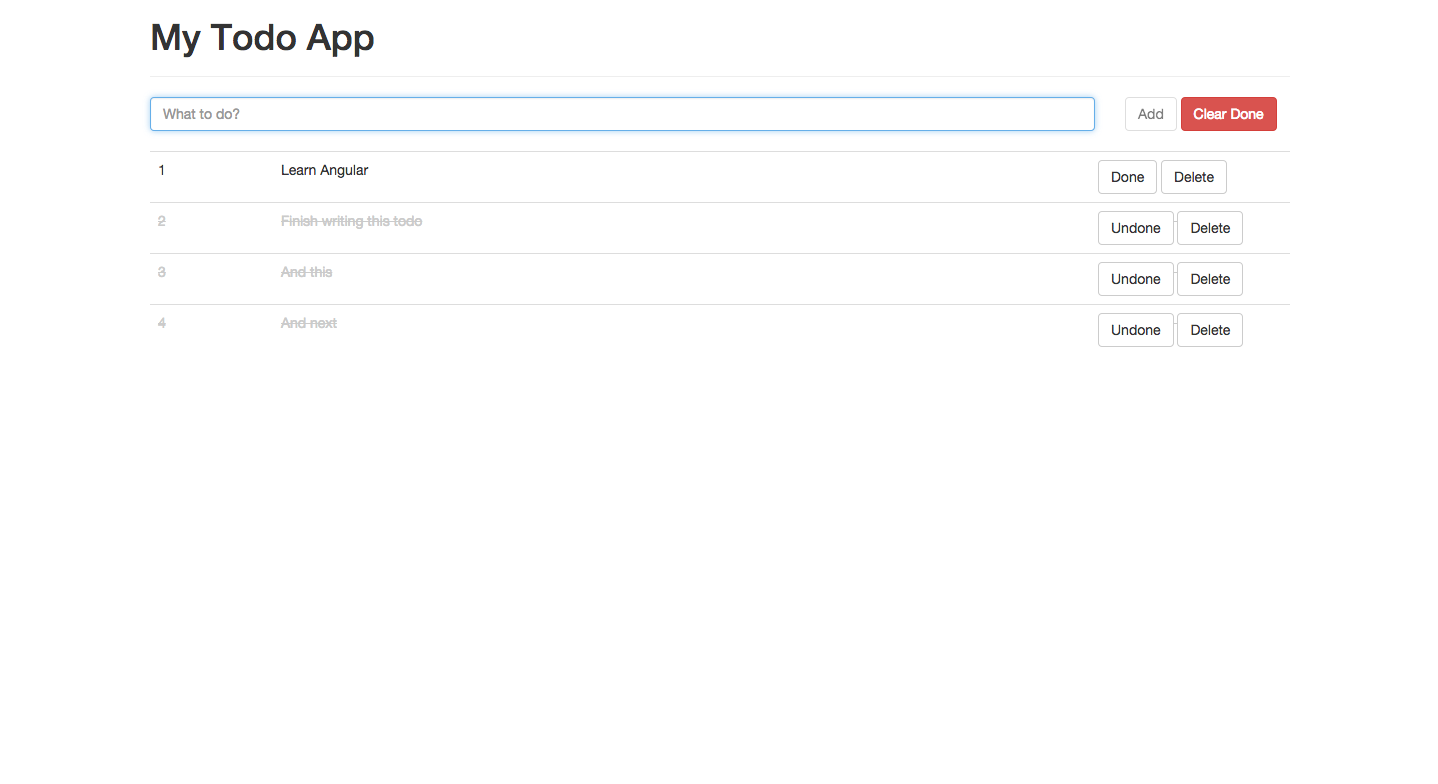 My Todo App
What to do? Add Clear Done
1 Learn Angular Done Delete
2 Finish writing this todo Undone Delete
3 And this Undone Delete
4 And next Undone Delete